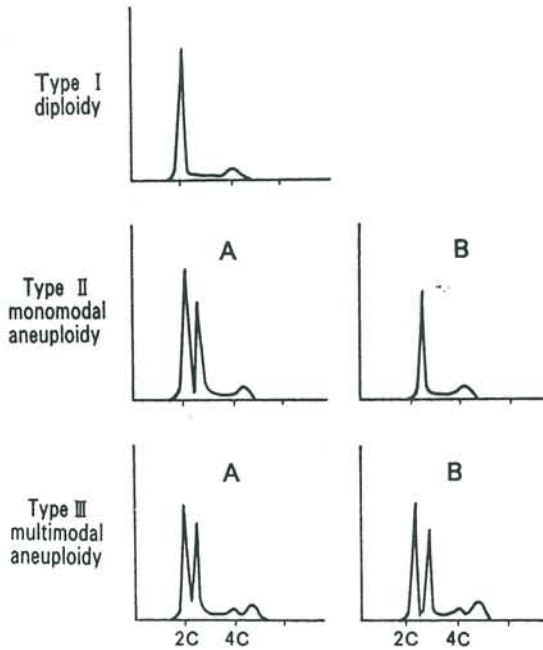 Type I
diploidy
A
B
Type II
monomodal
aneuploidy
A
B
Type III
multimodal
aneuploidy
2C 4C
2C 4C